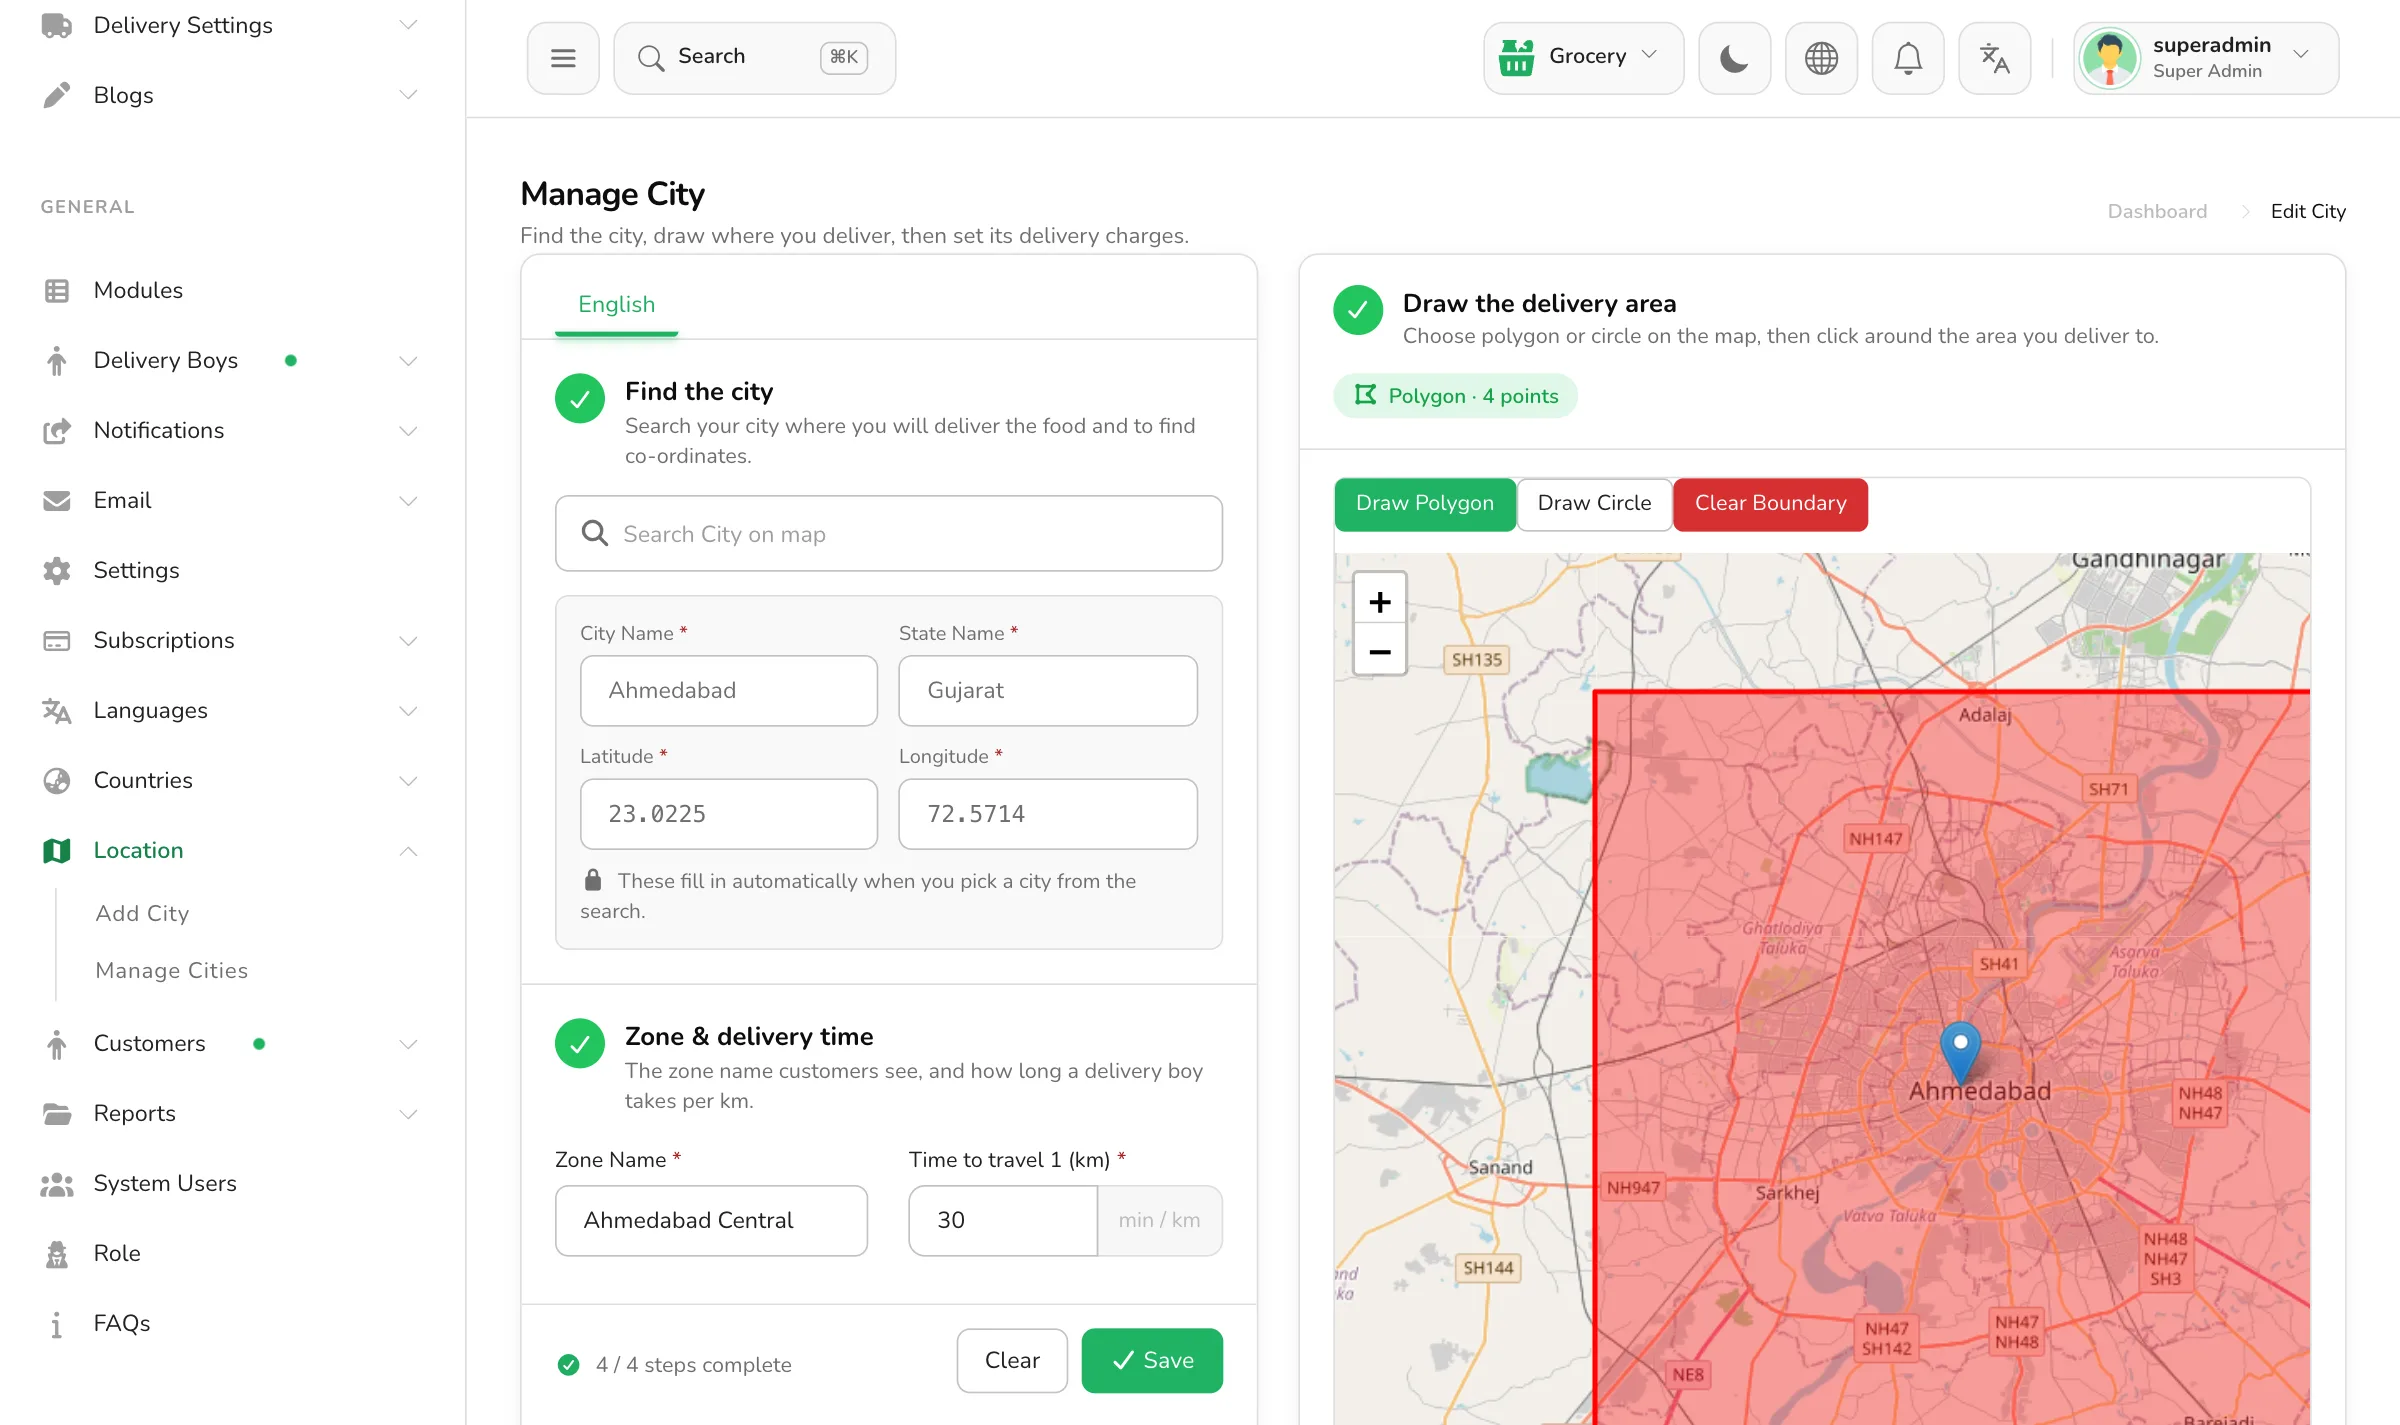 Delivery Settings
Blogs
GENERAL
Modules
Delivery Boys
Notifications
Email
Settings
Subscriptions
Languages
Countries
Location
Add City
Manage Cities
Customers
Reports
System Users
Role
FAQs
Search
⌘K
Grocery
superadmin
Super Admin
Manage City
Find the city, draw where you deliver, then set its delivery charges.
Dashboard
Edit City
English
Find the city
Search your city where you will deliver the food and to find
co-ordinates.
Search City on map
City Name *
State Name *
Ahmedabad
Gujarat
Latitude *
Longitude *
23.0225
72.5714
These fill in automatically when you pick a city from the
search.
Zone & delivery time
The zone name customers see, and how long a delivery boy
takes per km.
Zone Name *
Time to travel 1 (km) *
Ahmedabad Central
30
min / km
4 / 4 steps complete
Clear
Save
Draw the delivery area
Choose polygon or circle on the map, then click around the area you deliver to.
Polygon · 4 points
Draw Polygon
Draw Circle
Clear Boundary
Gandhinagar
+
−
SH135
Adalaj
SH71
NH147
Ghatlodiya
Taluka
Asarva
Taluka
SH41
Ahmedabad
NH48
NH47
Sanand
NH947
Sarkhej
Vatva Taluka
SH144
NH48
NH47
SH3
NH47
SH142
NH47
NH48
NE8
Barejadi